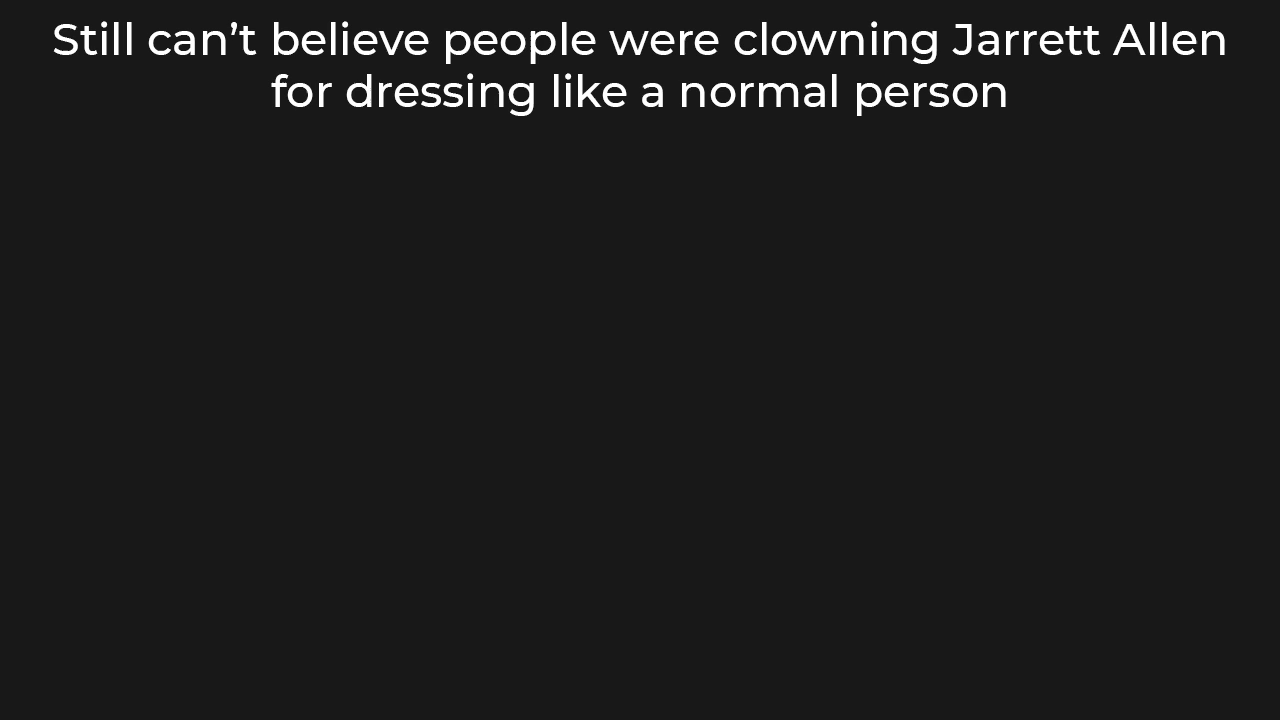 Still can’t believe people were clowning Jarrett Allen
for dressing like a normal person